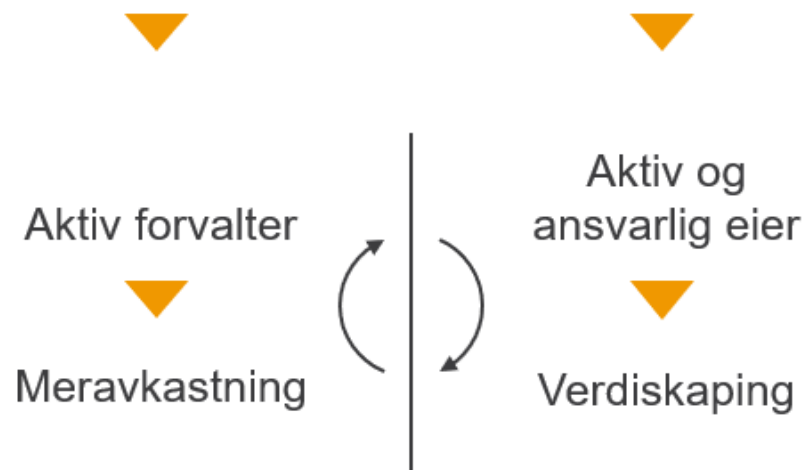 Aktiv forvalter
Meravkastning
Aktiv og
ansvarlig eier
Verdiskaping